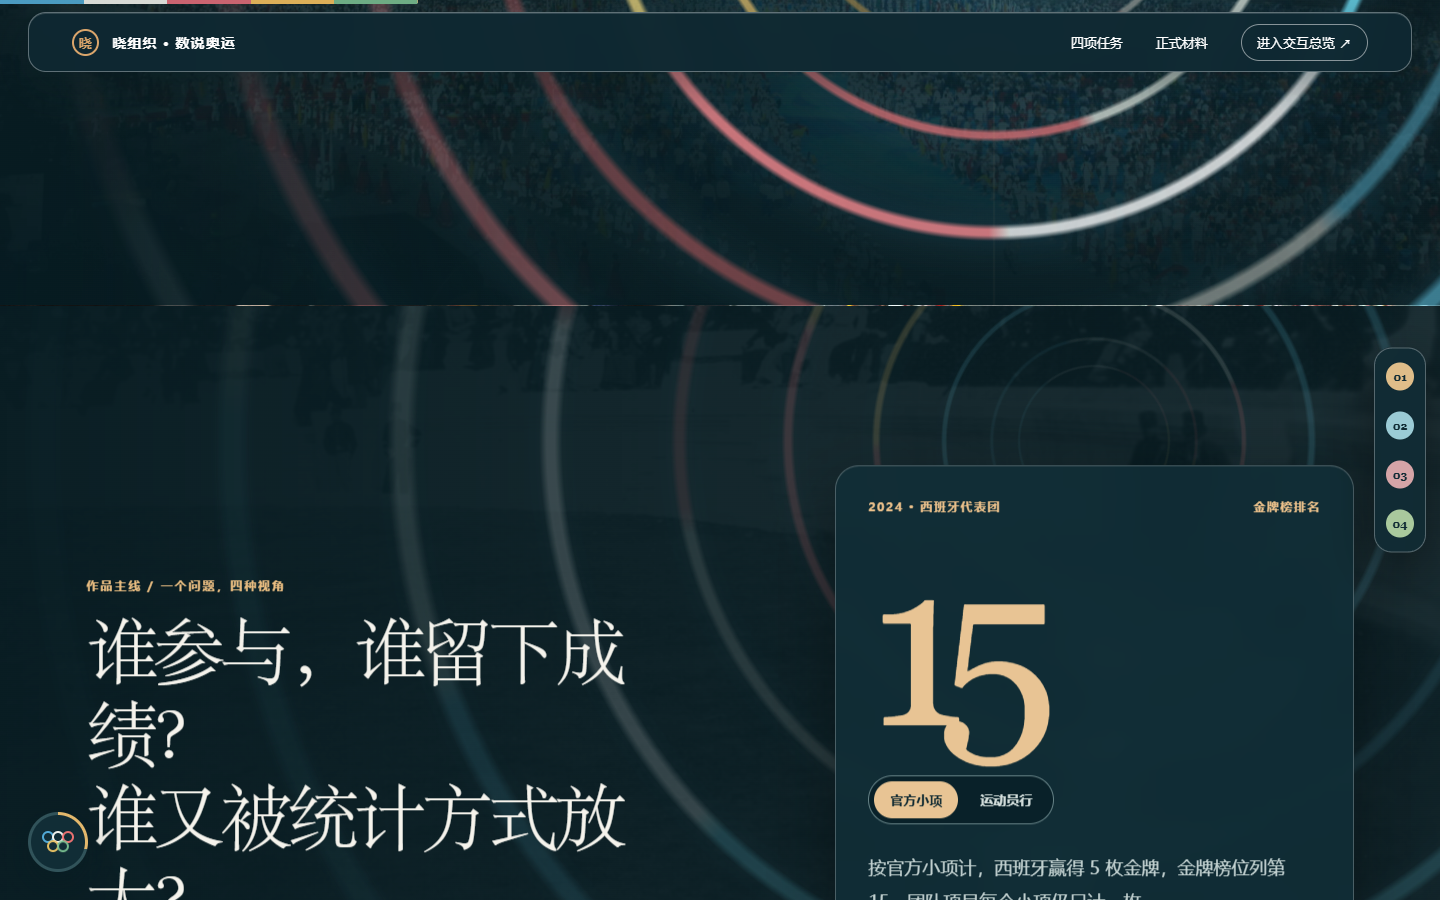 晓 晓组织 • 数说奥运 四项任务 正式材料 进入交互总览 ↗
01
02
03
04
作品主线 / 一个问题，四种视角
谁参与，谁留下成
绩？
谁又被统计方式放
大？
2024 • 西班牙代表团 金牌榜排名
15
官方小项 运动员行
按官方小项计，西班牙赢得 5 枚金牌，金牌榜位列第